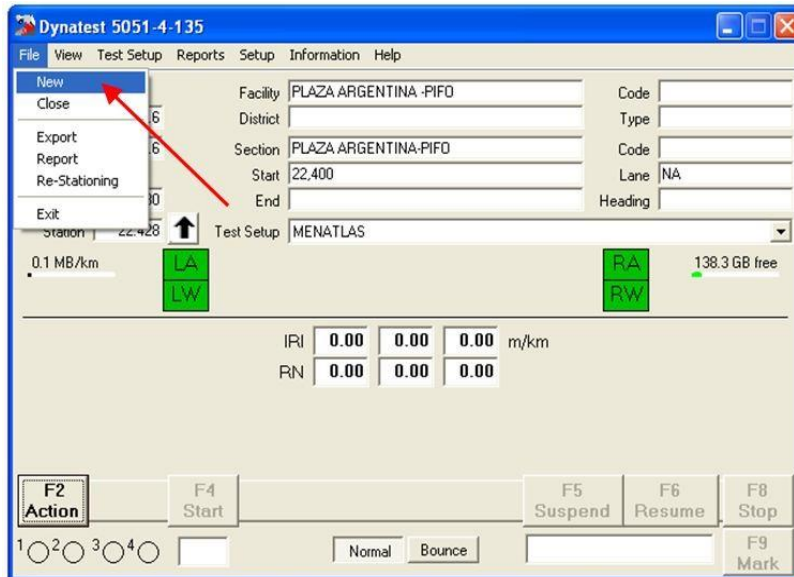 Dynatest 5051-4-135
File View Test Setup Reports Setup Information Help
New
Close
Export
Report
Re-Stationing
Exit
Facility PLAZA ARGENTINA -PIFO Code
.6 District Type
.6 Section PLAZA ARGENTINA-PIFO Code
Start 22,400 Lane NA
30 End Heading
Station 22.428 Test Setup MENATLAS
0.1 MB/km LA RA 138.3 GB free
LW RW
IRI 0.00 0.00 0.00 m/km
RN 0.00 0.00 0.00
F2 F4 F5 F6 F8
Action Start Suspend Resume Stop
1 2 3 4 Normal Bounce F9
Mark